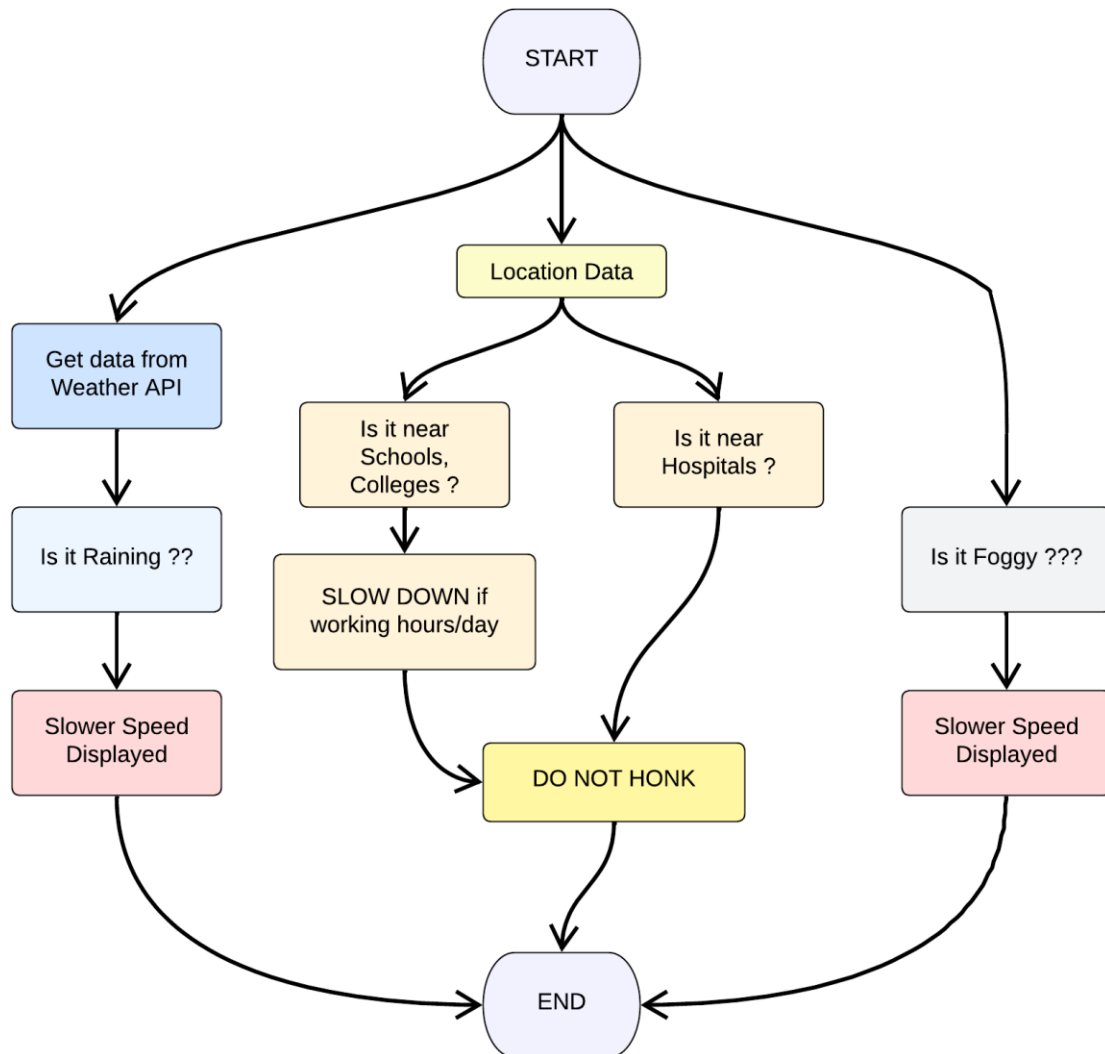 START
Location Data
Get data from
Weather API
Is it near
Schools,
Colleges ?
Is it near
Hospitals ?
Is it Raining ??
Is it Foggy ???
SLOW DOWN if
working hours/day
Slower Speed
Displayed
DO NOT HONK
Slower Speed
Displayed
END